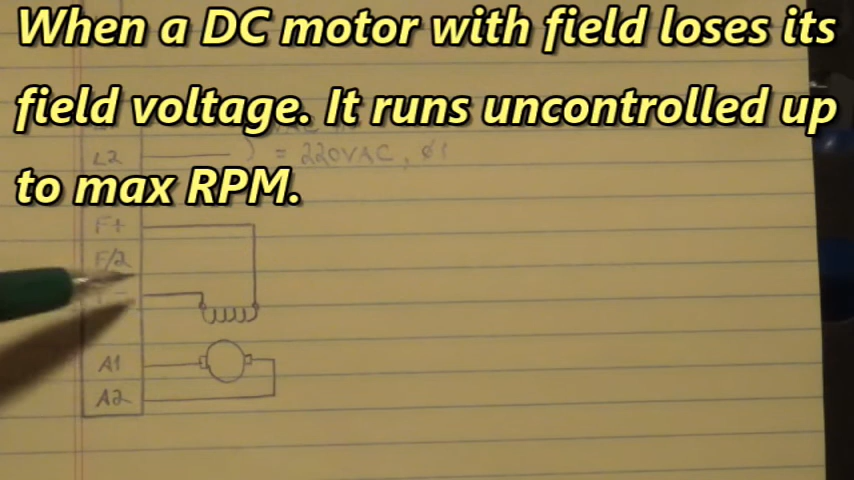 When a DC motor with field loses its
field voltage. It runs uncontrolled up
L2 = 220VAC, ø1
to max RPM.
F+
F/2
A1
A2